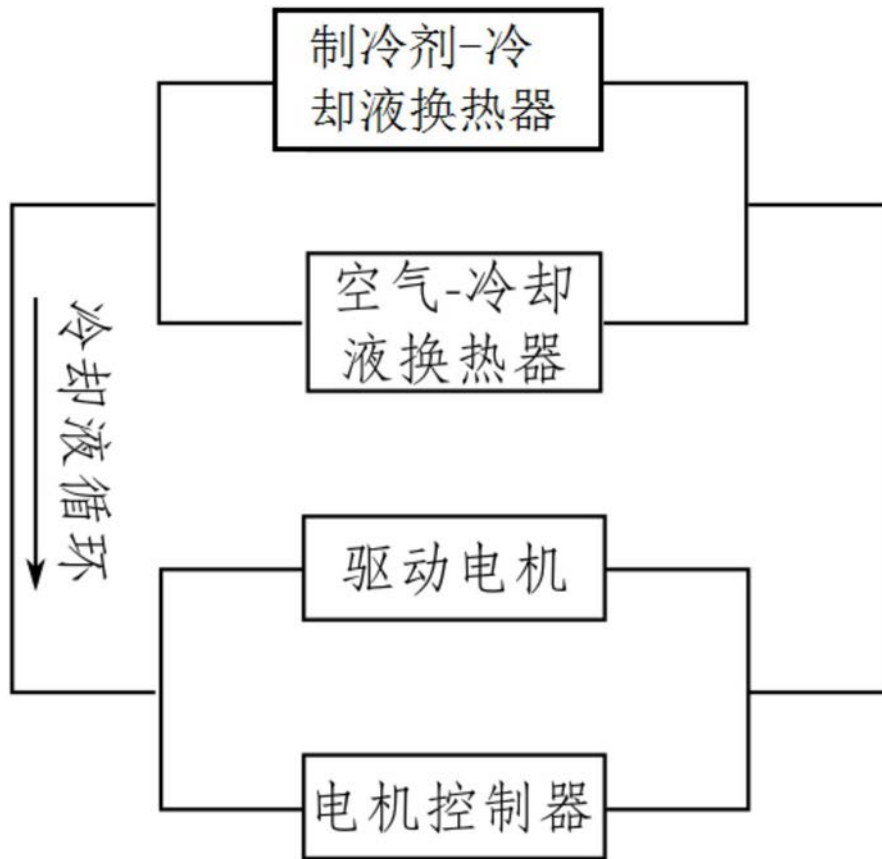 制冷剂-冷
却液换热器
空气-冷却
液换热器
冷却液循环
驱动电机
电机控制器